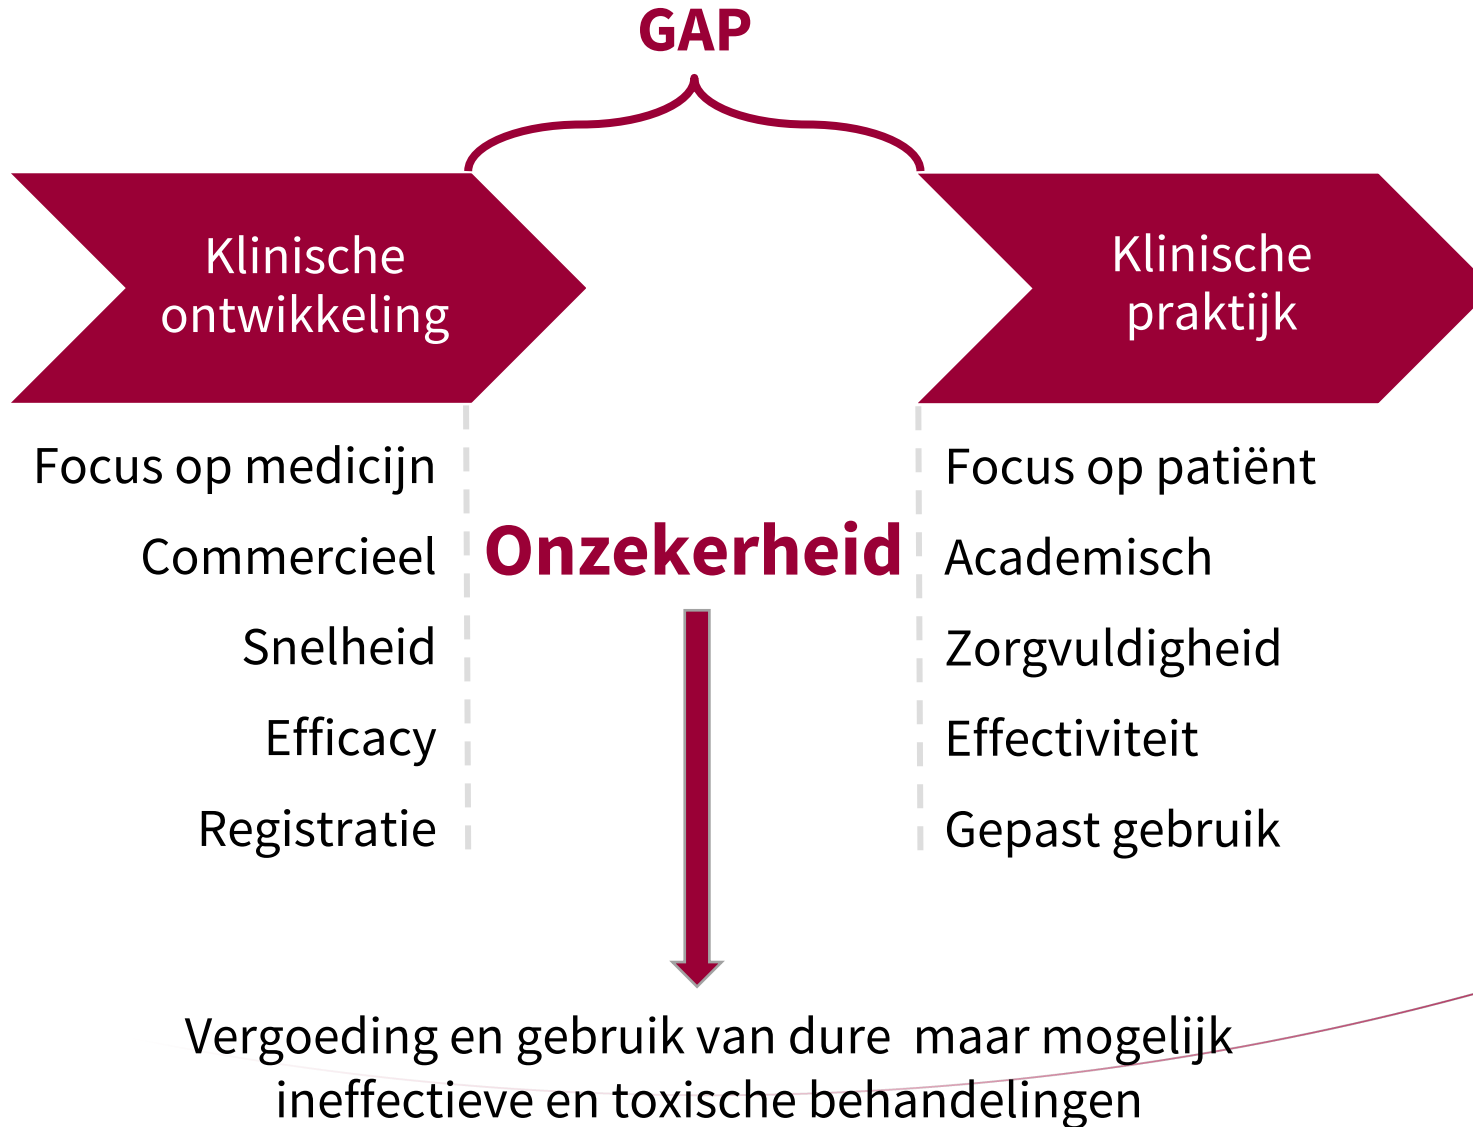 GAP
Klinische
ontwikkeling
Klinische
praktijk
Focus op medicijn
Commercieel
Snelheid
Efficacy
Registratie
Onzekerheid
Focus op patiënt
Academisch
Zorgvuldigheid
Effectiviteit
Gepast gebruik
Vergoeding en gebruik van dure  maar mogelijk
ineffectieve en toxische behandelingen